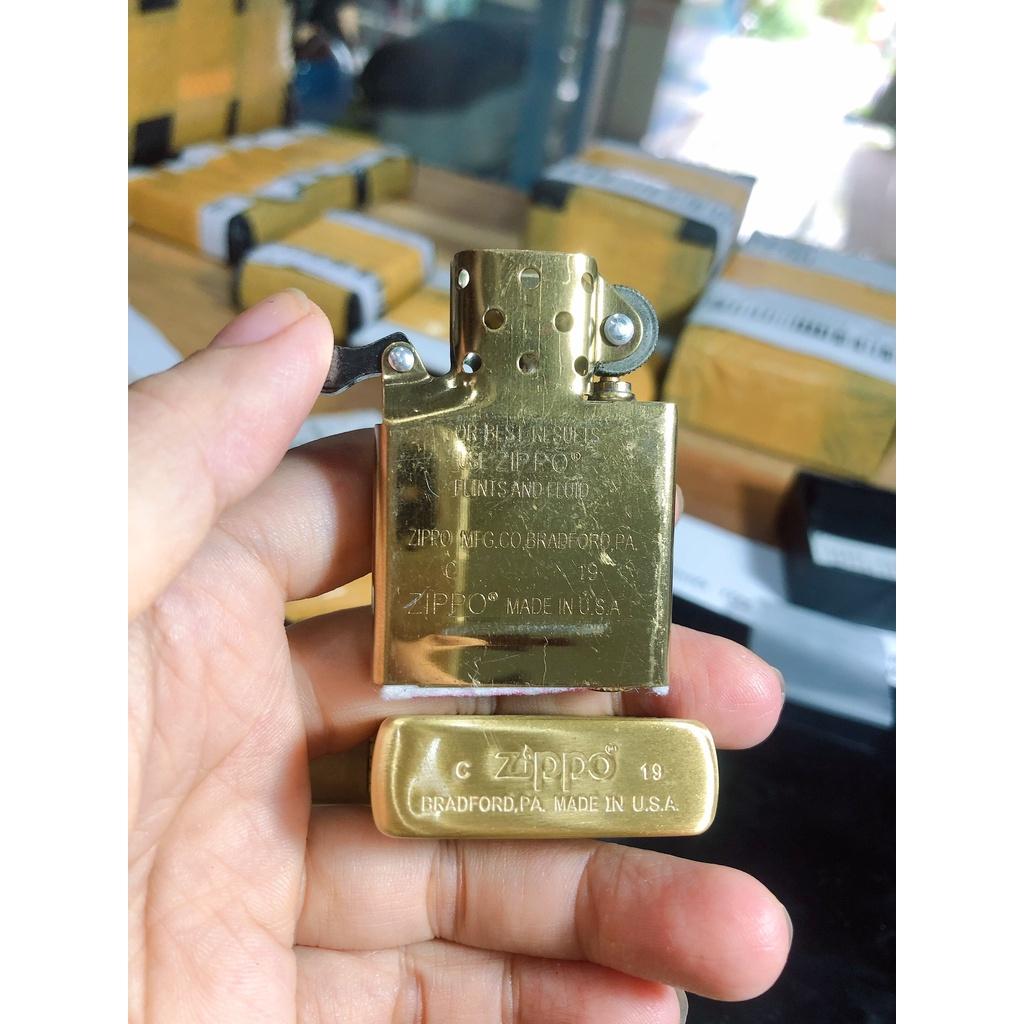 OR BEST RESULTS
USE ZIPPO®
FLINTS AND FLUID
ZIPPO MFG.CO,BRADFORD,PA.
C 19
ZIPPO® MADE IN U.S.A
C Zippo 19
BRADFORD,PA. MADE IN U.S.A.